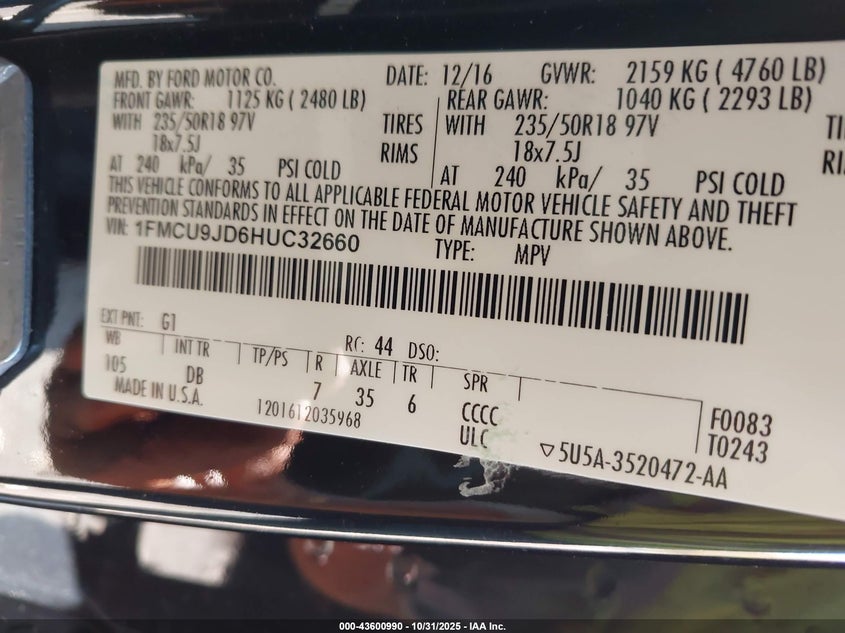 MFD. BY FORD MOTOR CO. DATE: 12/16 GVWR: 2159 KG ( 4760 LB)
FRONT GAWR: 1125 KG ( 2480 LB) REAR GAWR: 1040 KG ( 2293 LB)
WITH 235/50R18 97V TIRES WITH 235/50R18 97V
18x7.5J RIMS 18x7.5J
AT 240 kPa/ 35 PSI COLD AT 240 kPa/ 35 PSI COLD
THIS VEHICLE CONFORMS TO ALL APPLICABLE FEDERAL MOTOR VEHICLE SAFETY AND THEFT
PREVENTION STANDARDS IN EFFECT ON THE DATE OF MANUFACTURE SHOWN ABOVE.
VIN: 1FMCU9JD6HUC32660 TYPE: MPV
EXT PNT: G1 RC: 44 DSO:
WB INT TR TP/PS R AXLE TR SPR
105 DB 7 35 6 CCCC F0083
MADE IN U.S.A. 1201612035968 ULC T0243
5U5A-3520472-AA
000-43600990 - 10/31/2025 - IAA Inc.